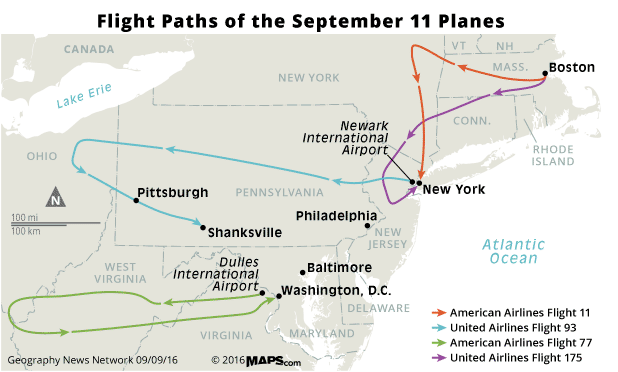 Flight Paths of the September 11 Planes
CANADA
VT
NH
MASS.
Boston
NEW YORK
Lake Erie
CONN.
Newark
International
Airport
RHODE
ISLAND
OHIO
N
Pittsburgh
PENNSYLVANIA
New York
100 mi
100 km
Philadelphia
Shanksville
NEW
JERSEY
Atlantic
Ocean
WEST
VIRGINIA
Dulles
International
Airport
Baltimore
Washington, D.C.
DELAWARE
VIRGINIA
MARYLAND
American Airlines Flight 11
United Airlines Flight 93
American Airlines Flight 77
United Airlines Flight 175
Geography News Network 09/09/16
© 2016 MAPS.com